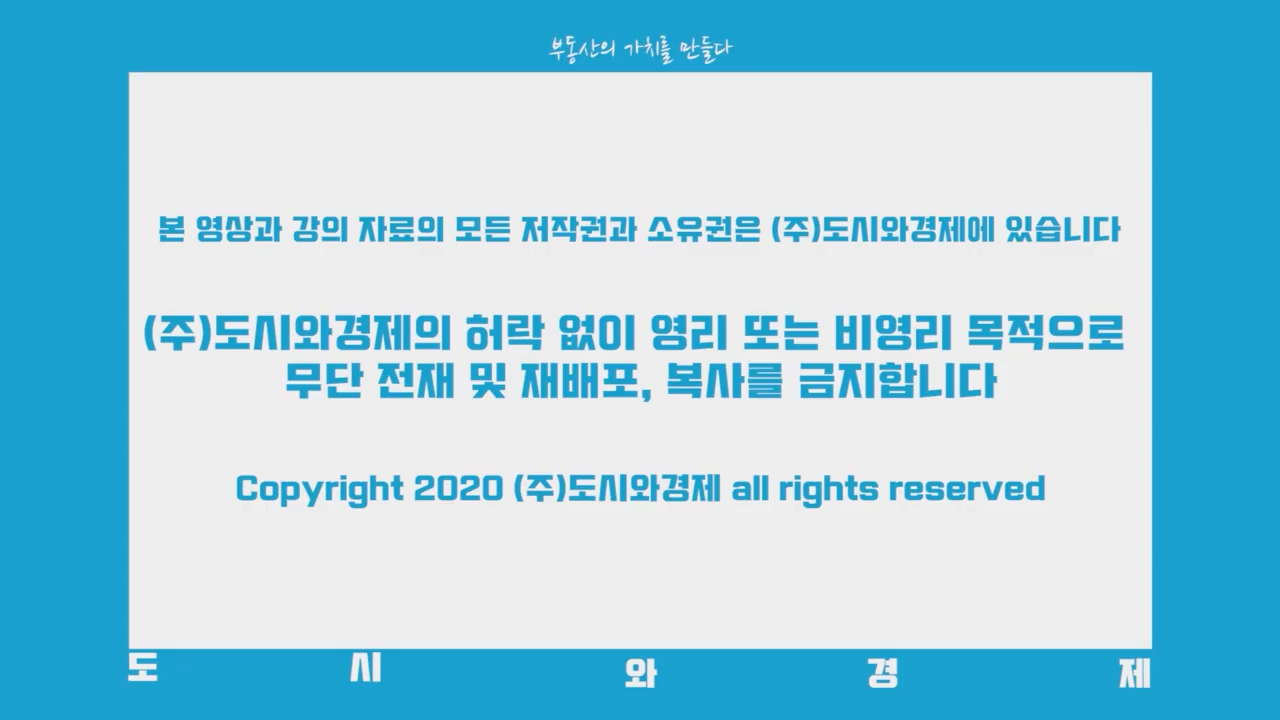 부동산의 가치를 만들다
본 영상과 강의 자료의 모든 저작권과 소유권은 (주)도시와경제에 있습니다
(주)도시와경제의 허락 없이 영리 또는 비영리 목적으로
무단 전재 및 재배포, 복사를 금지합니다
Copyright 2020 (주)도시와경제 all rights reserved
도 시 와 경 제